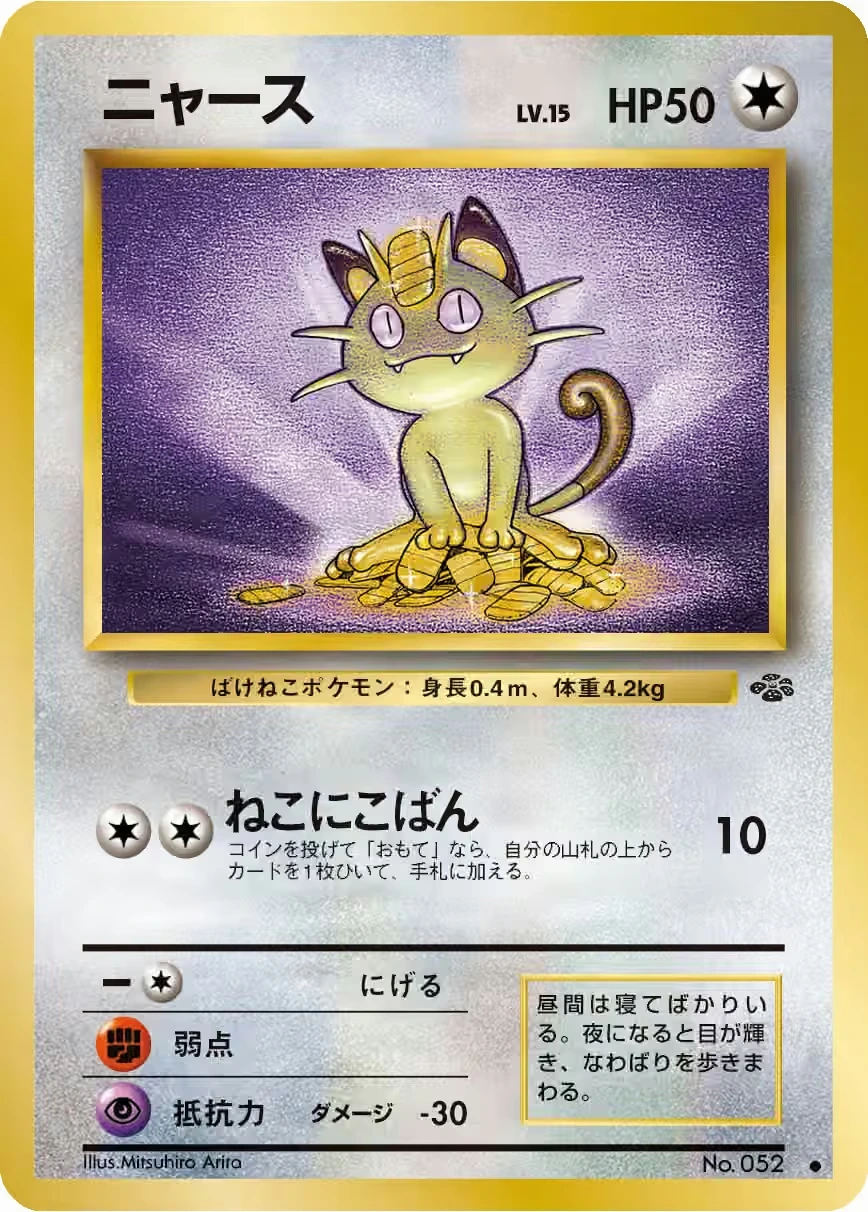 ニャース LV.15 HP50
ばけねこポケモン：身長0.4m、体重4.2kg
ねこにこばん 10
コインを投げて「おもて」なら、自分の山札の上から
カードを1枚ひいて、手札に加える。
ー にげる
弱点
抵抗力 ダメージ -30
昼間は寝てばかりい
る。夜になると目が輝
き、なわばりを歩きま
わる。
Illus.Mitsuhiro Arita
No. 052